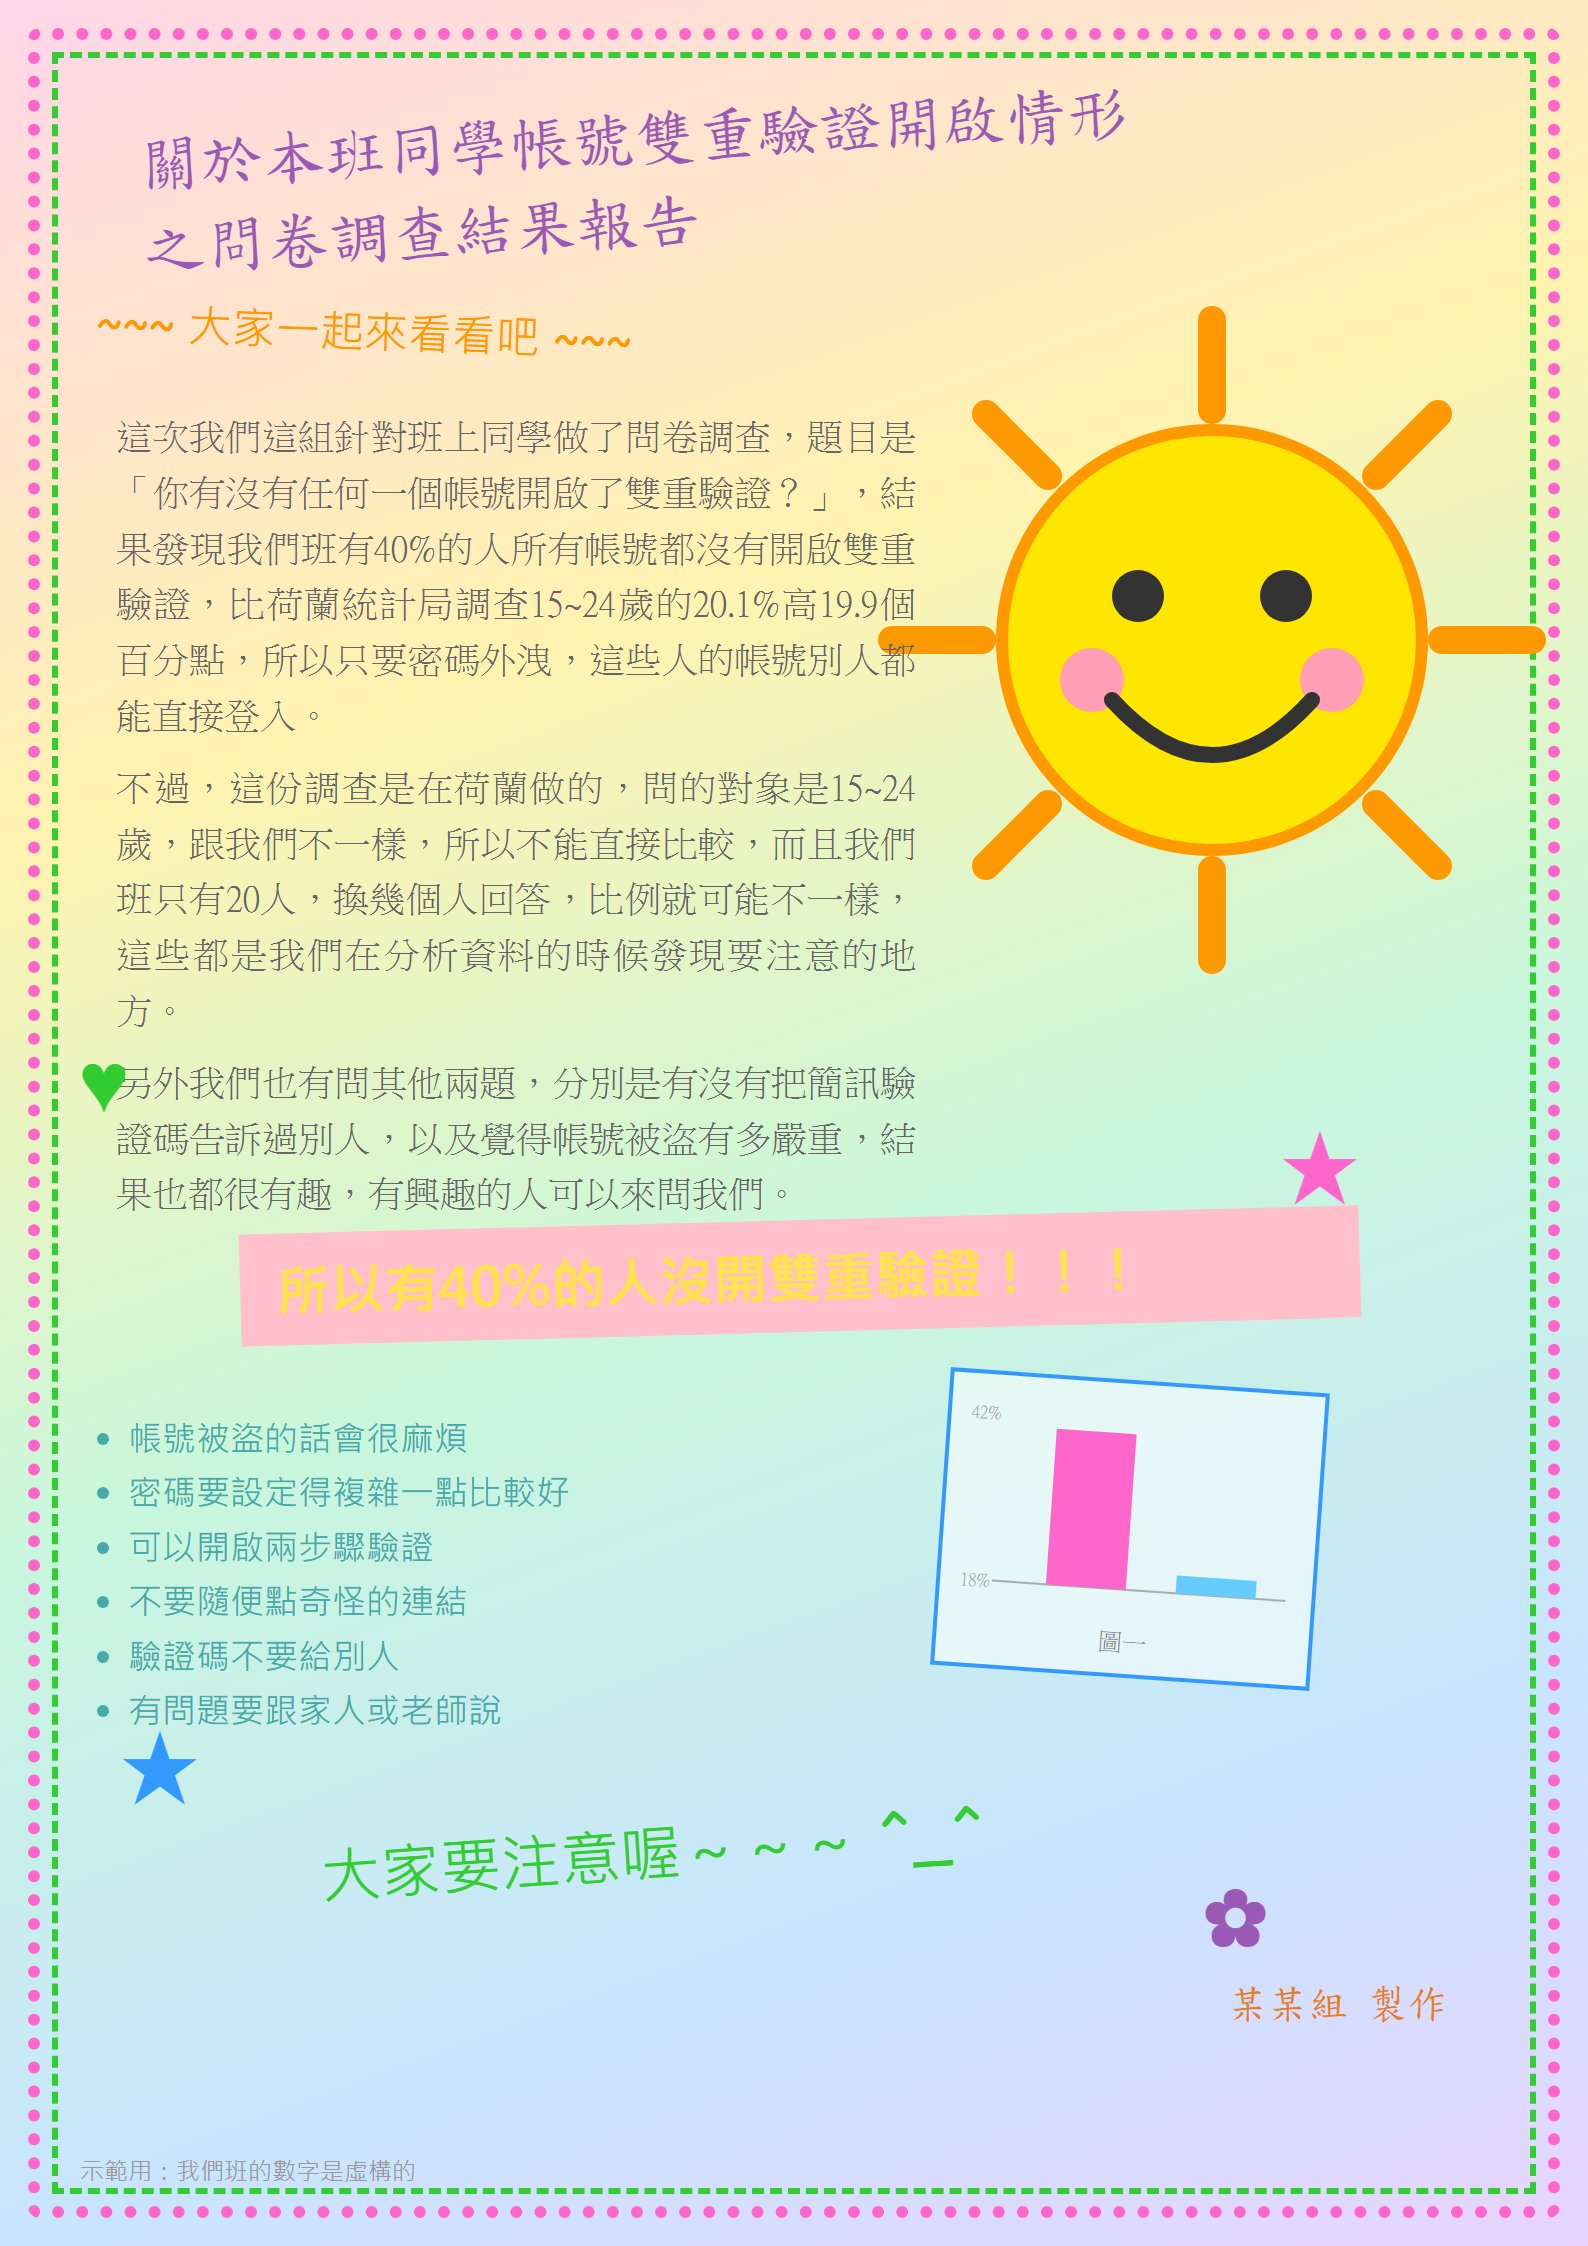 關於本班同學帳號雙重驗證開啟情形
之問卷調查結果報告
~~~ 大家一起來看看吧 ~~~
這次我們這組針對班上同學做了問卷調查，題目是
「你有沒有任何一個帳號開啟了雙重驗證？」，結
果發現我們班有40%的人所有帳號都沒有開啟雙重
驗證，比荷蘭統計局調查15~24歲的20.1%高19.9個
百分點，所以只要密碼外洩，這些人的帳號別人都
能直接登入。
不過，這份調查是在荷蘭做的，問的對象是15~24
歲，跟我們不一樣，所以不能直接比較，而且我們
班只有20人，換幾個人回答，比例就可能不一樣，
這些都是我們在分析資料的時候發現要注意的地
方。
另外我們也有問其他兩題，分別是有沒有把簡訊驗
證碼告訴過別人，以及覺得帳號被盜有多嚴重，結
果也都很有趣，有興趣的人可以來問我們。
所以有40%的人沒開雙重驗證！！！
• 帳號被盜的話會很麻煩
• 密碼要設定得複雜一點比較好
• 可以開啟兩步驟驗證
• 不要隨便點奇怪的連結
• 驗證碼不要給別人
• 有問題要跟家人或老師說
42%
18%
圖一
大家要注意喔～～～ ^_^
某某組 製作
示範用：我們班的數字是虛構的